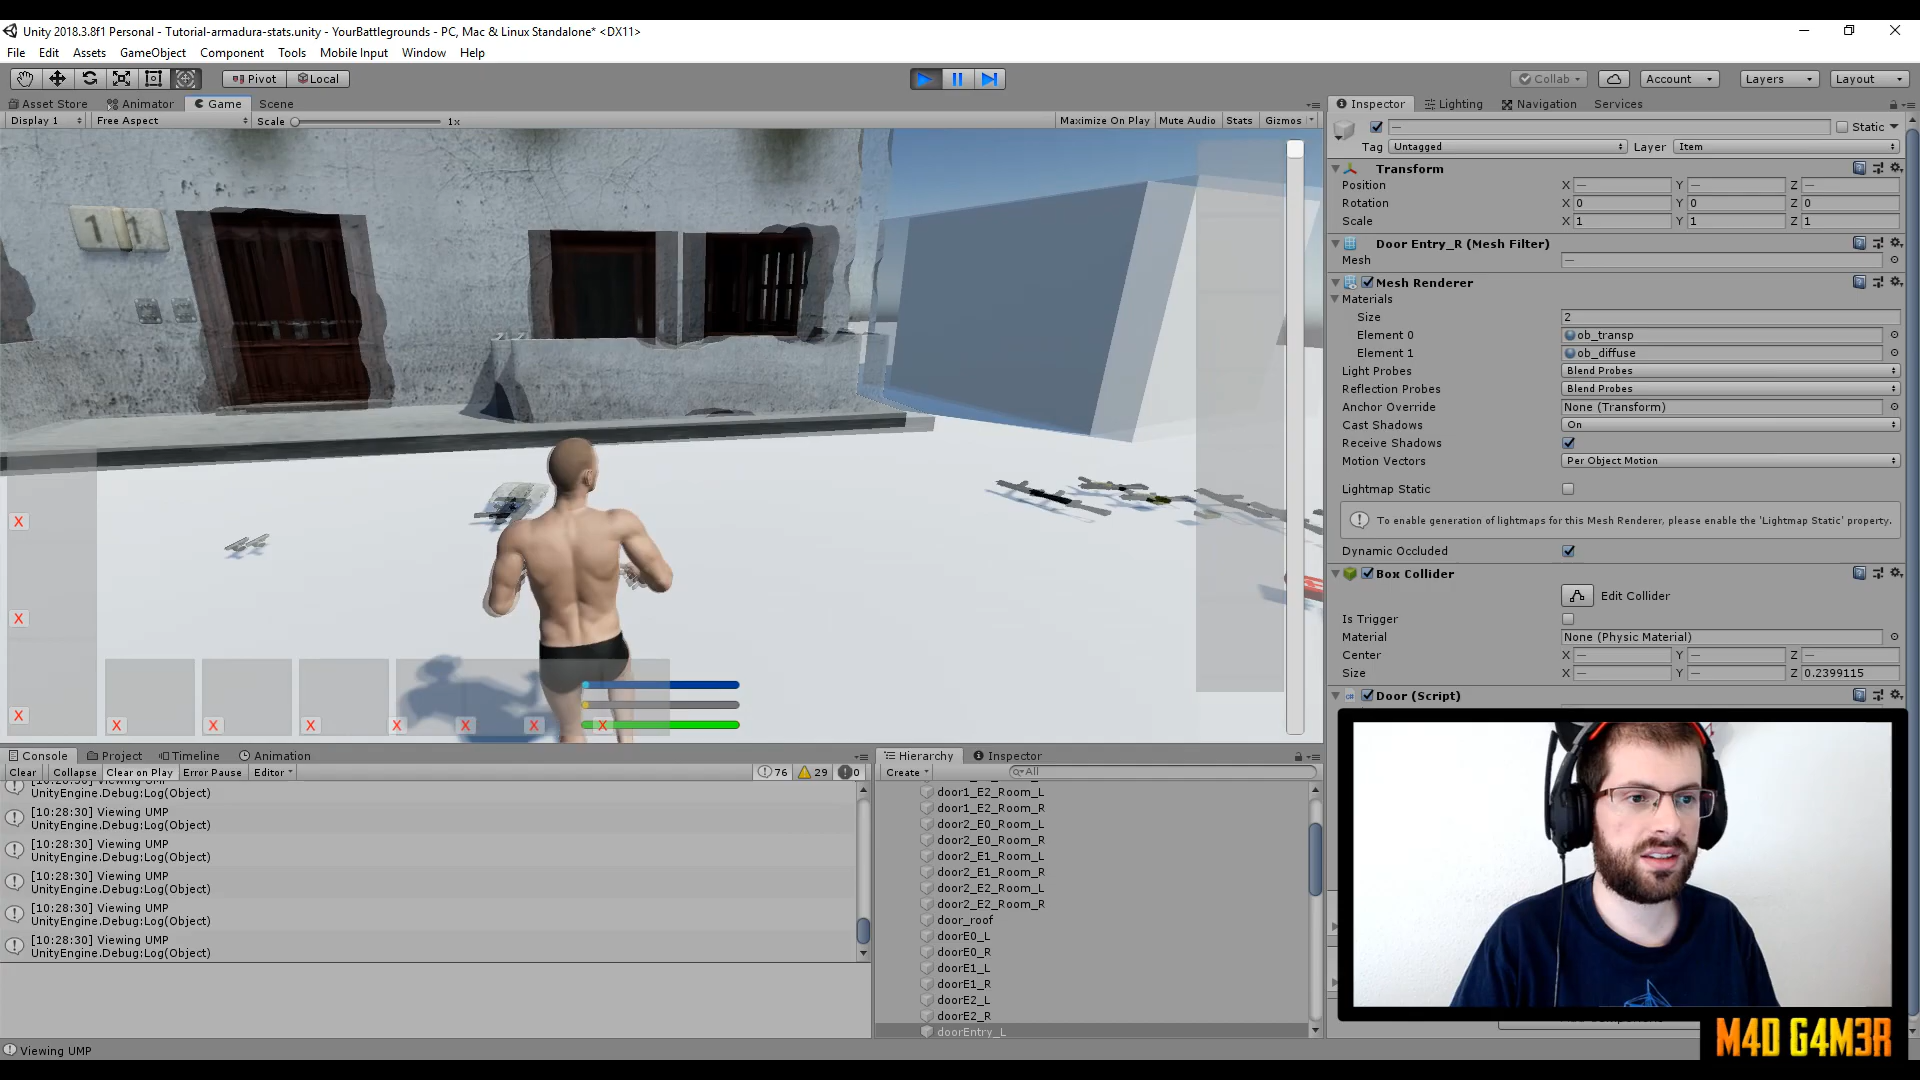 Unity 2018.3.8f1 Personal - Tutorial-armadura-stats.unity - YourBattlegrounds - PC, Mac & Linux Standalone* <DX11>
File Edit Assets GameObject Component Tools Mobile Input Window Help
Pivot Local Collab Account Layers Layout
Asset Store Animator Game Scene
Display 1 Free Aspect Scale 1x Maximize On Play Mute Audio Stats Gizmos
11
X
X
X
X X X X X X X
Console Project Timeline Animation
Clear Collapse Clear on Play Error Pause Editor 76 29 0
UnityEngine.Debug:Log(Object)
[10:28:30] Viewing UMP
UnityEngine.Debug:Log(Object)
[10:28:30] Viewing UMP
UnityEngine.Debug:Log(Object)
[10:28:30] Viewing UMP
UnityEngine.Debug:Log(Object)
[10:28:30] Viewing UMP
UnityEngine.Debug:Log(Object)
[10:28:30] Viewing UMP
UnityEngine.Debug:Log(Object)
Viewing UMP
Hierarchy Inspector
Create All
door1_E2_Room_L
door1_E2_Room_R
door2_E0_Room_L
door2_E0_Room_R
door2_E1_Room_L
door2_E1_Room_R
door2_E2_Room_L
door2_E2_Room_R
door_roof
doorE0_L
doorE0_R
doorE1_L
doorE1_R
doorE2_L
doorE2_R
doorEntry_L
Inspector Lighting Navigation Services
— Static
Tag Untagged Layer Item
Transform
Position X — Y — Z —
Rotation X 0 Y 0 Z 0
Scale X 1 Y 1 Z 1
Door Entry_R (Mesh Filter)
Mesh —
Mesh Renderer
Materials
Size 2
Element 0 ob_transp
Element 1 ob_diffuse
Light Probes Blend Probes
Reflection Probes Blend Probes
Anchor Override None (Transform)
Cast Shadows On
Receive Shadows
Motion Vectors Per Object Motion
Lightmap Static
To enable generation of lightmaps for this Mesh Renderer, please enable the 'Lightmap Static' property.
Dynamic Occluded
Box Collider
Edit Collider
Is Trigger
Material None (Physic Material)
Center X — Y — Z —
Size X — Y — Z 0.2399115
Door (Script)
M4D G4M3R